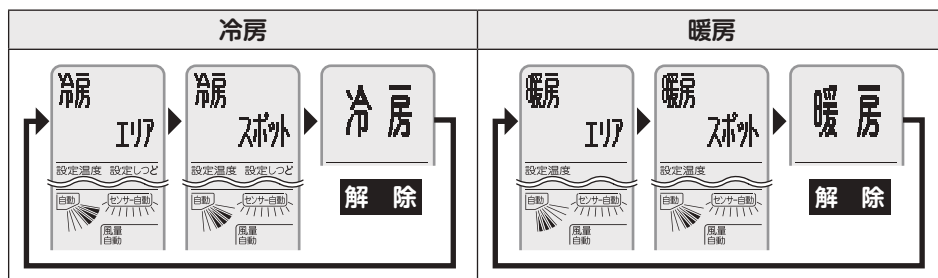 冷房
冷房
エリア
設定温度 設定しつど
自動 センサー自動
風量
自動
冷房
スポット
設定温度 設定しつど
自動 センサー自動
風量
自動
冷 房
解 除
暖房
暖房
エリア
設定温度
自動 センサー自動
風量
自動
暖房
スポット
設定温度
自動 センサー自動
風量
自動
暖 房
解 除